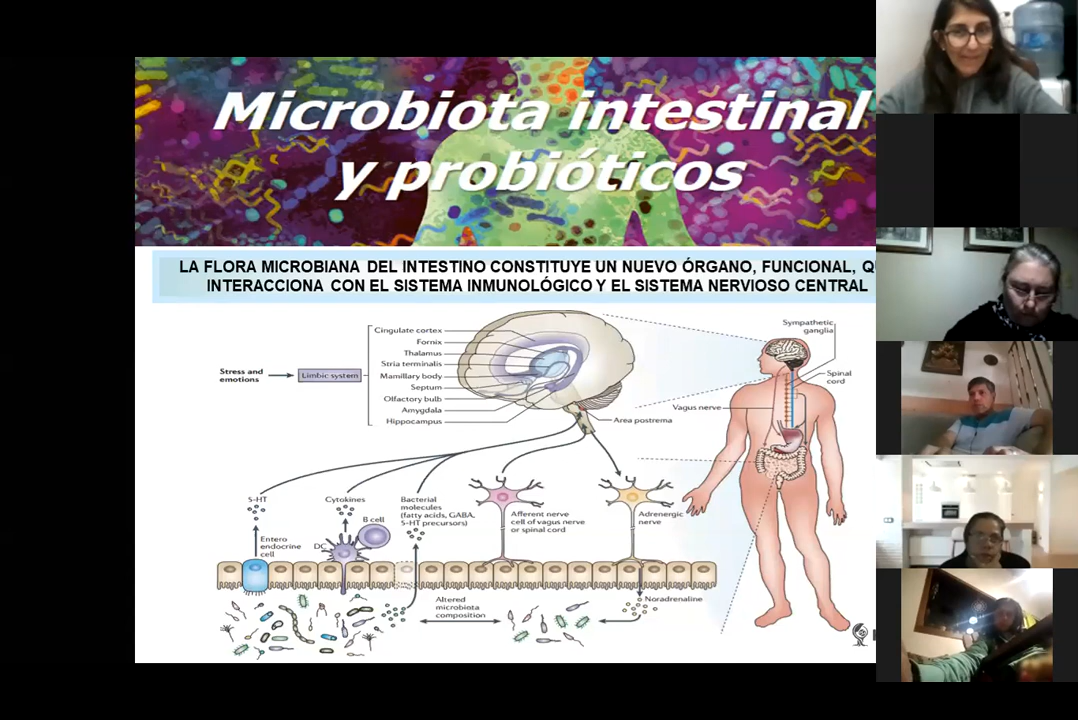 Microbiota intestinal
y probióticos
LA FLORA MICROBIANA DEL INTESTINO CONSTITUYE UN NUEVO ÓRGANO, FUNCIONAL,
INTERACCIONA CON EL SISTEMA INMUNOLÓGICO Y EL SISTEMA NERVIOSO CENTRAL
Stress and
emotions
Limbic system
Cingulate cortex
Fornix
Thalamus
Stria terminalis
Mamillary body
Septum
Olfactory bulb
Amygdala
Hippocampus
Area postrema
Sympathetic
ganglia
Spinal
cord
Vagus nerve
5-HT
Cytokines
Bacterial
molecules
(fatty acids, GABA,
5-HT precursors)
B cell
DC
Entero
endocrine
cell
Afferent nerve
cell of vagus nerve
or spinal cord
Adrenergic
nerve
Altered
microbiota
composition
Noradrenaline